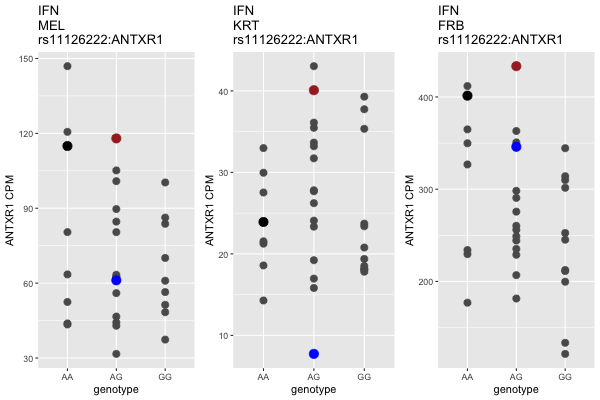 IFN
MEL
rs11126222:ANTXR1
150
120
90
60
30
ANTXR1 CPM
AA AG GG
genotype
IFN
KRT
rs11126222:ANTXR1
40
30
20
10
ANTXR1 CPM
AA AG GG
genotype
IFN
FRB
rs11126222:ANTXR1
400
300
200
ANTXR1 CPM
AA AG GG
genotype